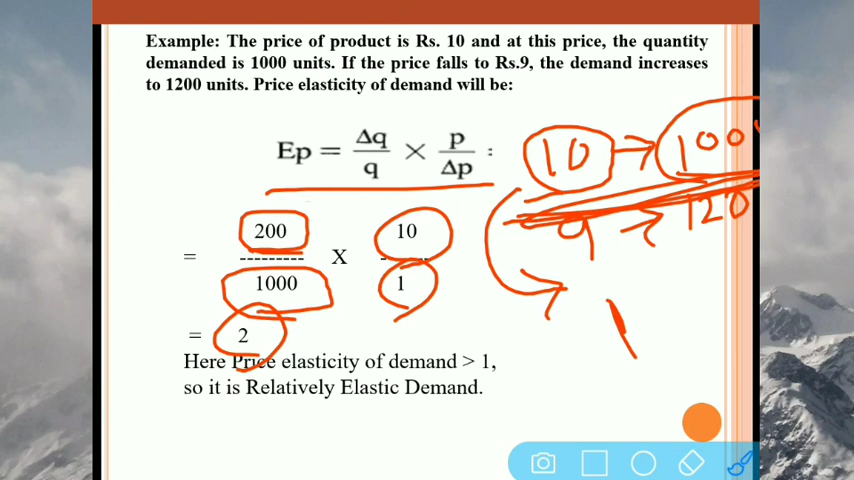 Example: The price of product is Rs. 10 and at this price, the quantity
demanded is 1000 units. If the price falls to Rs.9, the demand increases
to 1200 units. Price elasticity of demand will be:
Ep = Δq/q × p/Δp :
10 → 100
9 → 120
= 200 X 10
--------- -----
1000 1
= 2
Here Price elasticity of demand > 1,
so it is Relatively Elastic Demand.